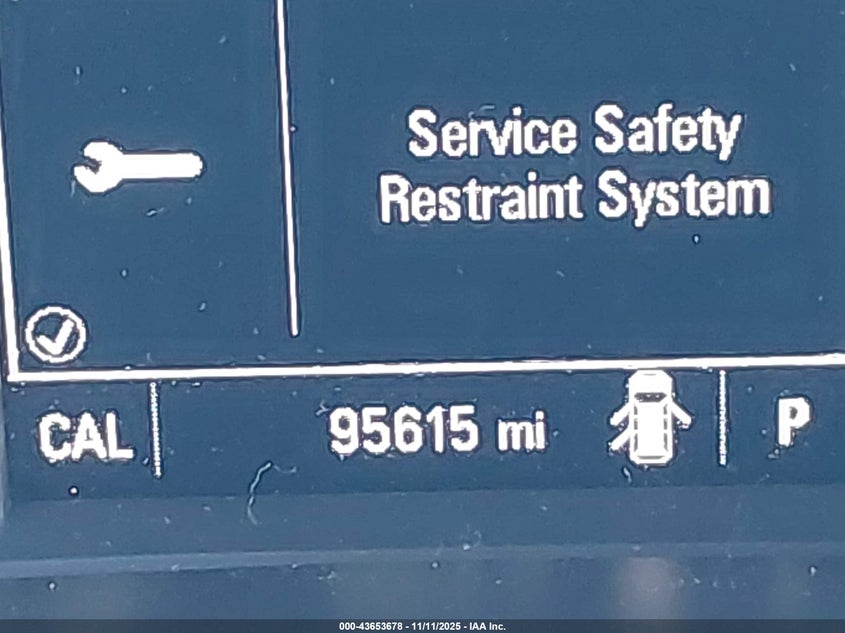 Service Safety
Restraint System
CAL 95615 mi P
000-43653678 - 11/11/2025 - IAA Inc.